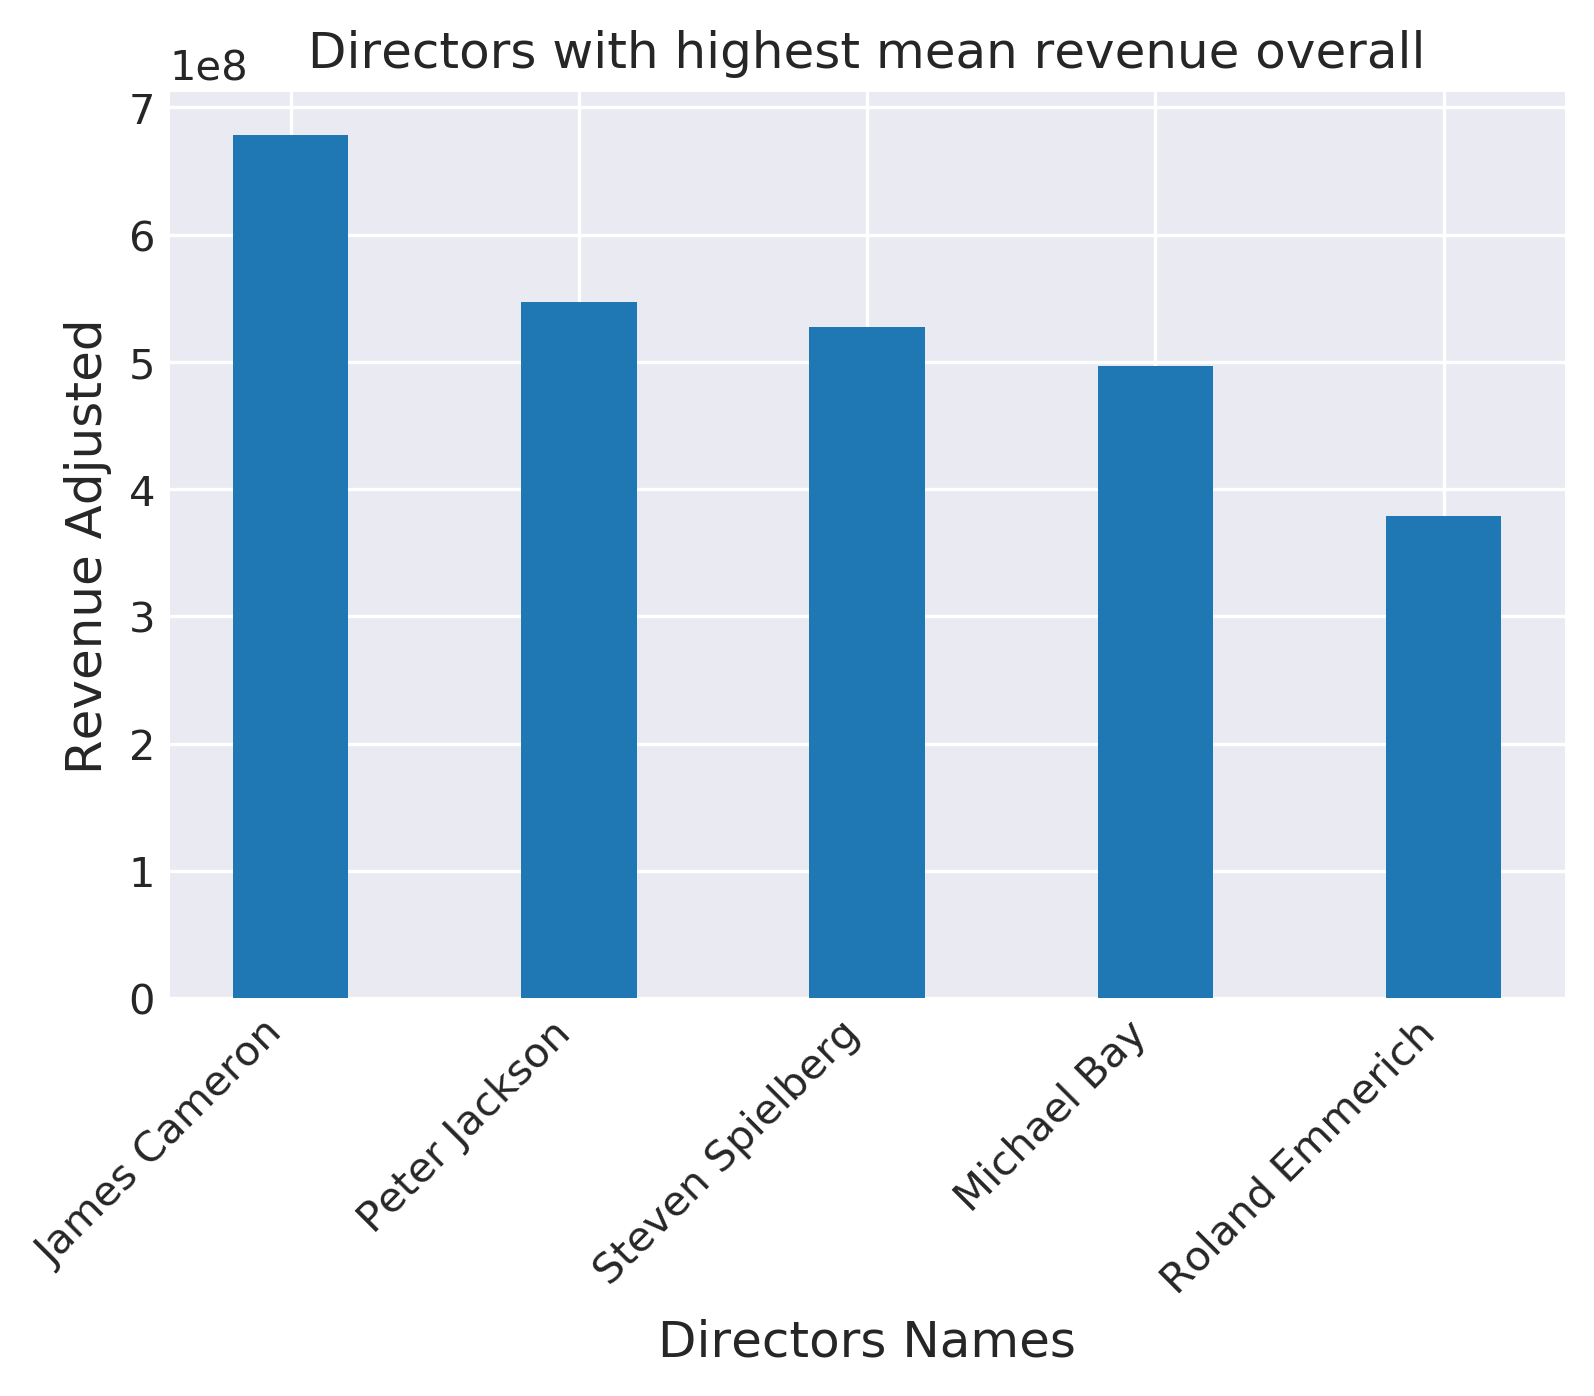 Directors with highest mean revenue overall
1e8
7
6
5
4
3
2
1
0
Revenue Adjusted
James Cameron
Peter Jackson
Steven Spielberg
Michael Bay
Roland Emmerich
Directors Names